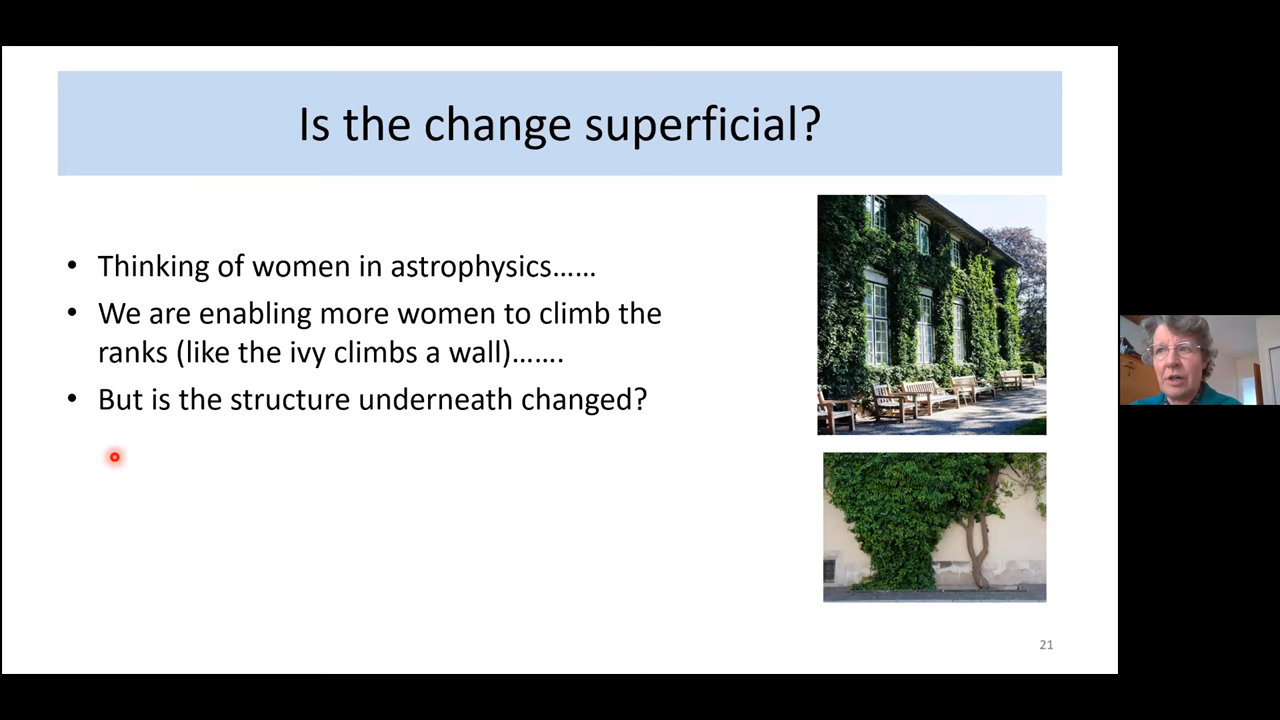 Is the change superficial?
• Thinking of women in astrophysics……
• We are enabling more women to climb the
ranks (like the ivy climbs a wall)…….
• But is the structure underneath changed?
21